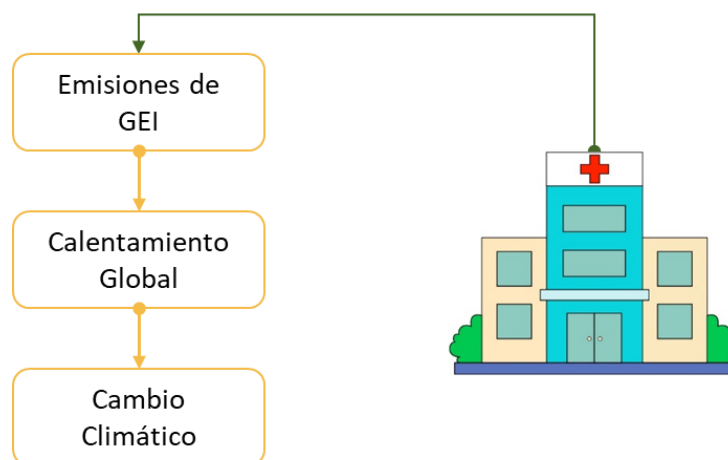 Emisiones de
GEI
Calentamiento
Global
Cambio
Climático